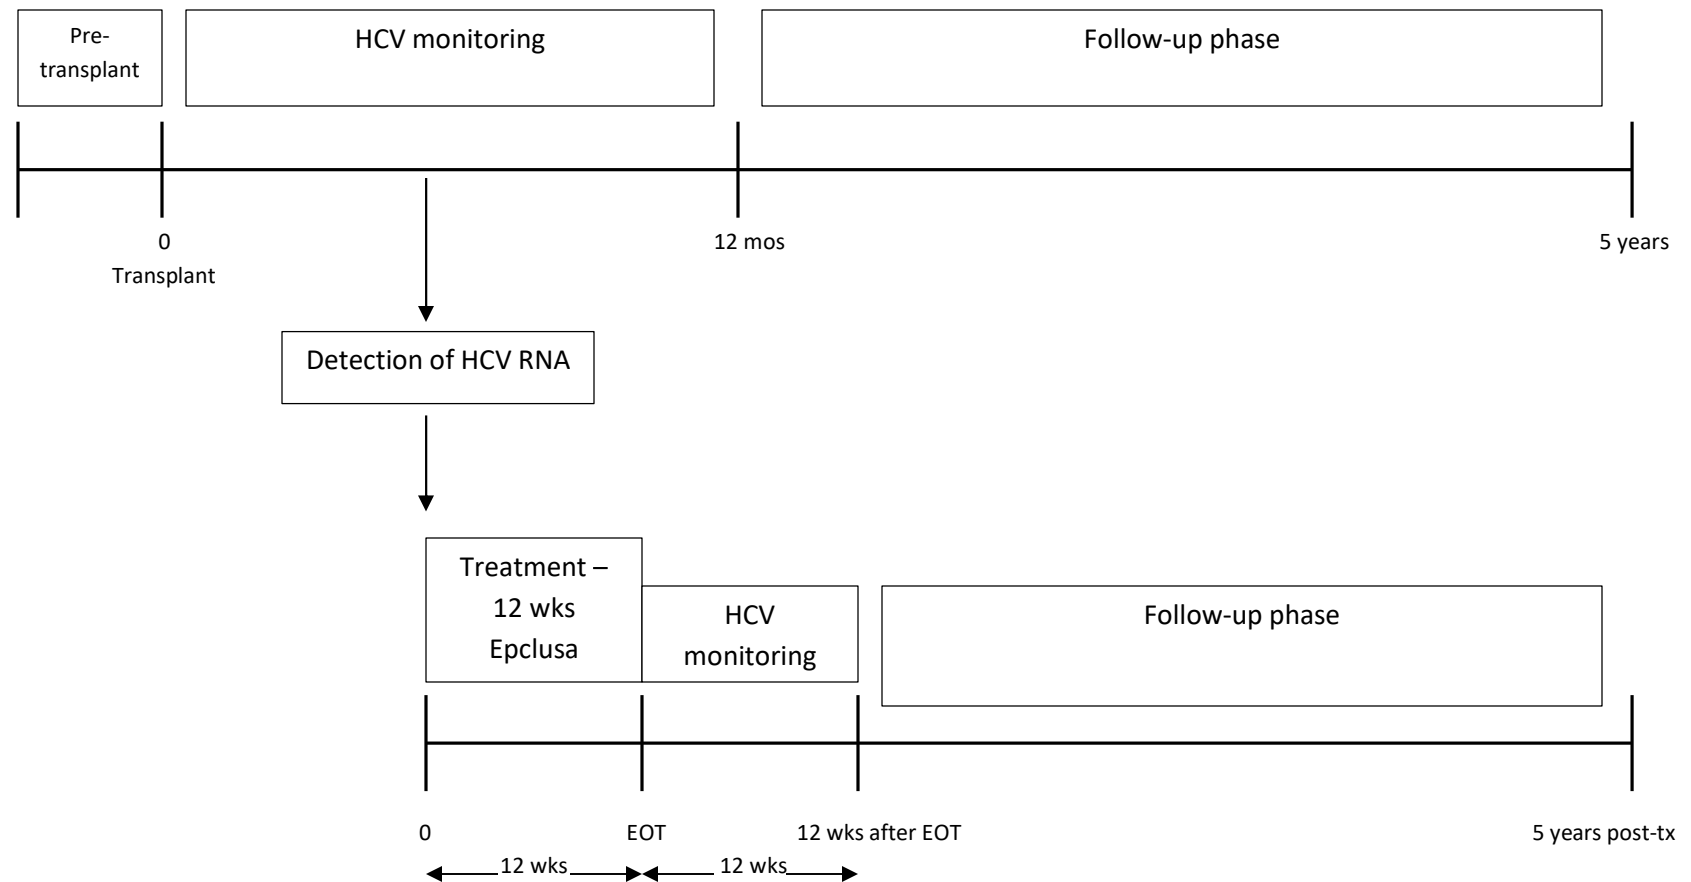 Pre-
transplant
HCV monitoring
Follow-up phase
0
Transplant
12 mos
5 years
Detection of HCV RNA
Treatment –
12 wks
Epclusa
HCV
monitoring
Follow-up phase
0
EOT
12 wks after EOT
5 years post-tx
12 wks
12 wks